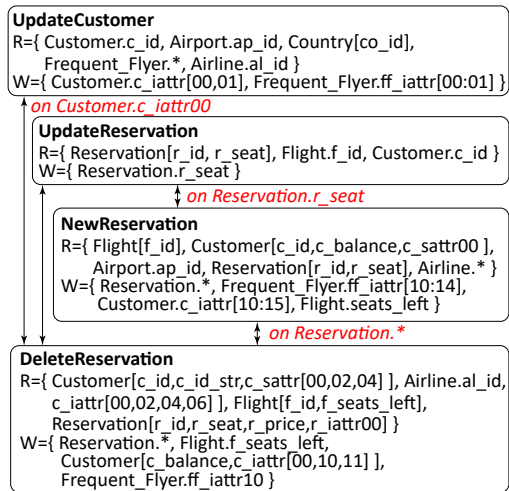 UpdateCustomer
R={ Customer.c_id, Airport.ap_id, Country[co_id],
Frequent_Flyer.*, Airline.al_id }
W={ Customer.c_iattr[00,01], Frequent_Flyer.ff_iattr[00:01] }
on Customer.c_iattr00
UpdateReservation
R={ Reservation[r_id, r_seat], Flight.f_id, Customer.c_id }
W={ Reservation.r_seat }
on Reservation.r_seat
NewReservation
R={ Flight[f_id], Customer[c_id,c_balance,c_sattr00 ],
Airport.ap_id, Reservation[r_id,r_seat], Airline.* }
W={ Reservation.*, Frequent_Flyer.ff_iattr[10:14],
Customer.c_iattr[10:15], Flight.seats_left }
on Reservation.*
DeleteReservation
R={ Customer[c_id,c_id_str,c_sattr[00,02,04] ], Airline.al_id,
c_iattr[00,02,04,06] ], Flight[f_id,f_seats_left],
Reservation[r_id,r_seat,r_price,r_iattr00] }
W={ Reservation.*, Flight.f_seats_left,
Customer[c_balance,c_iattr[00,10,11] ],
Frequent_Flyer.ff_iattr10 }